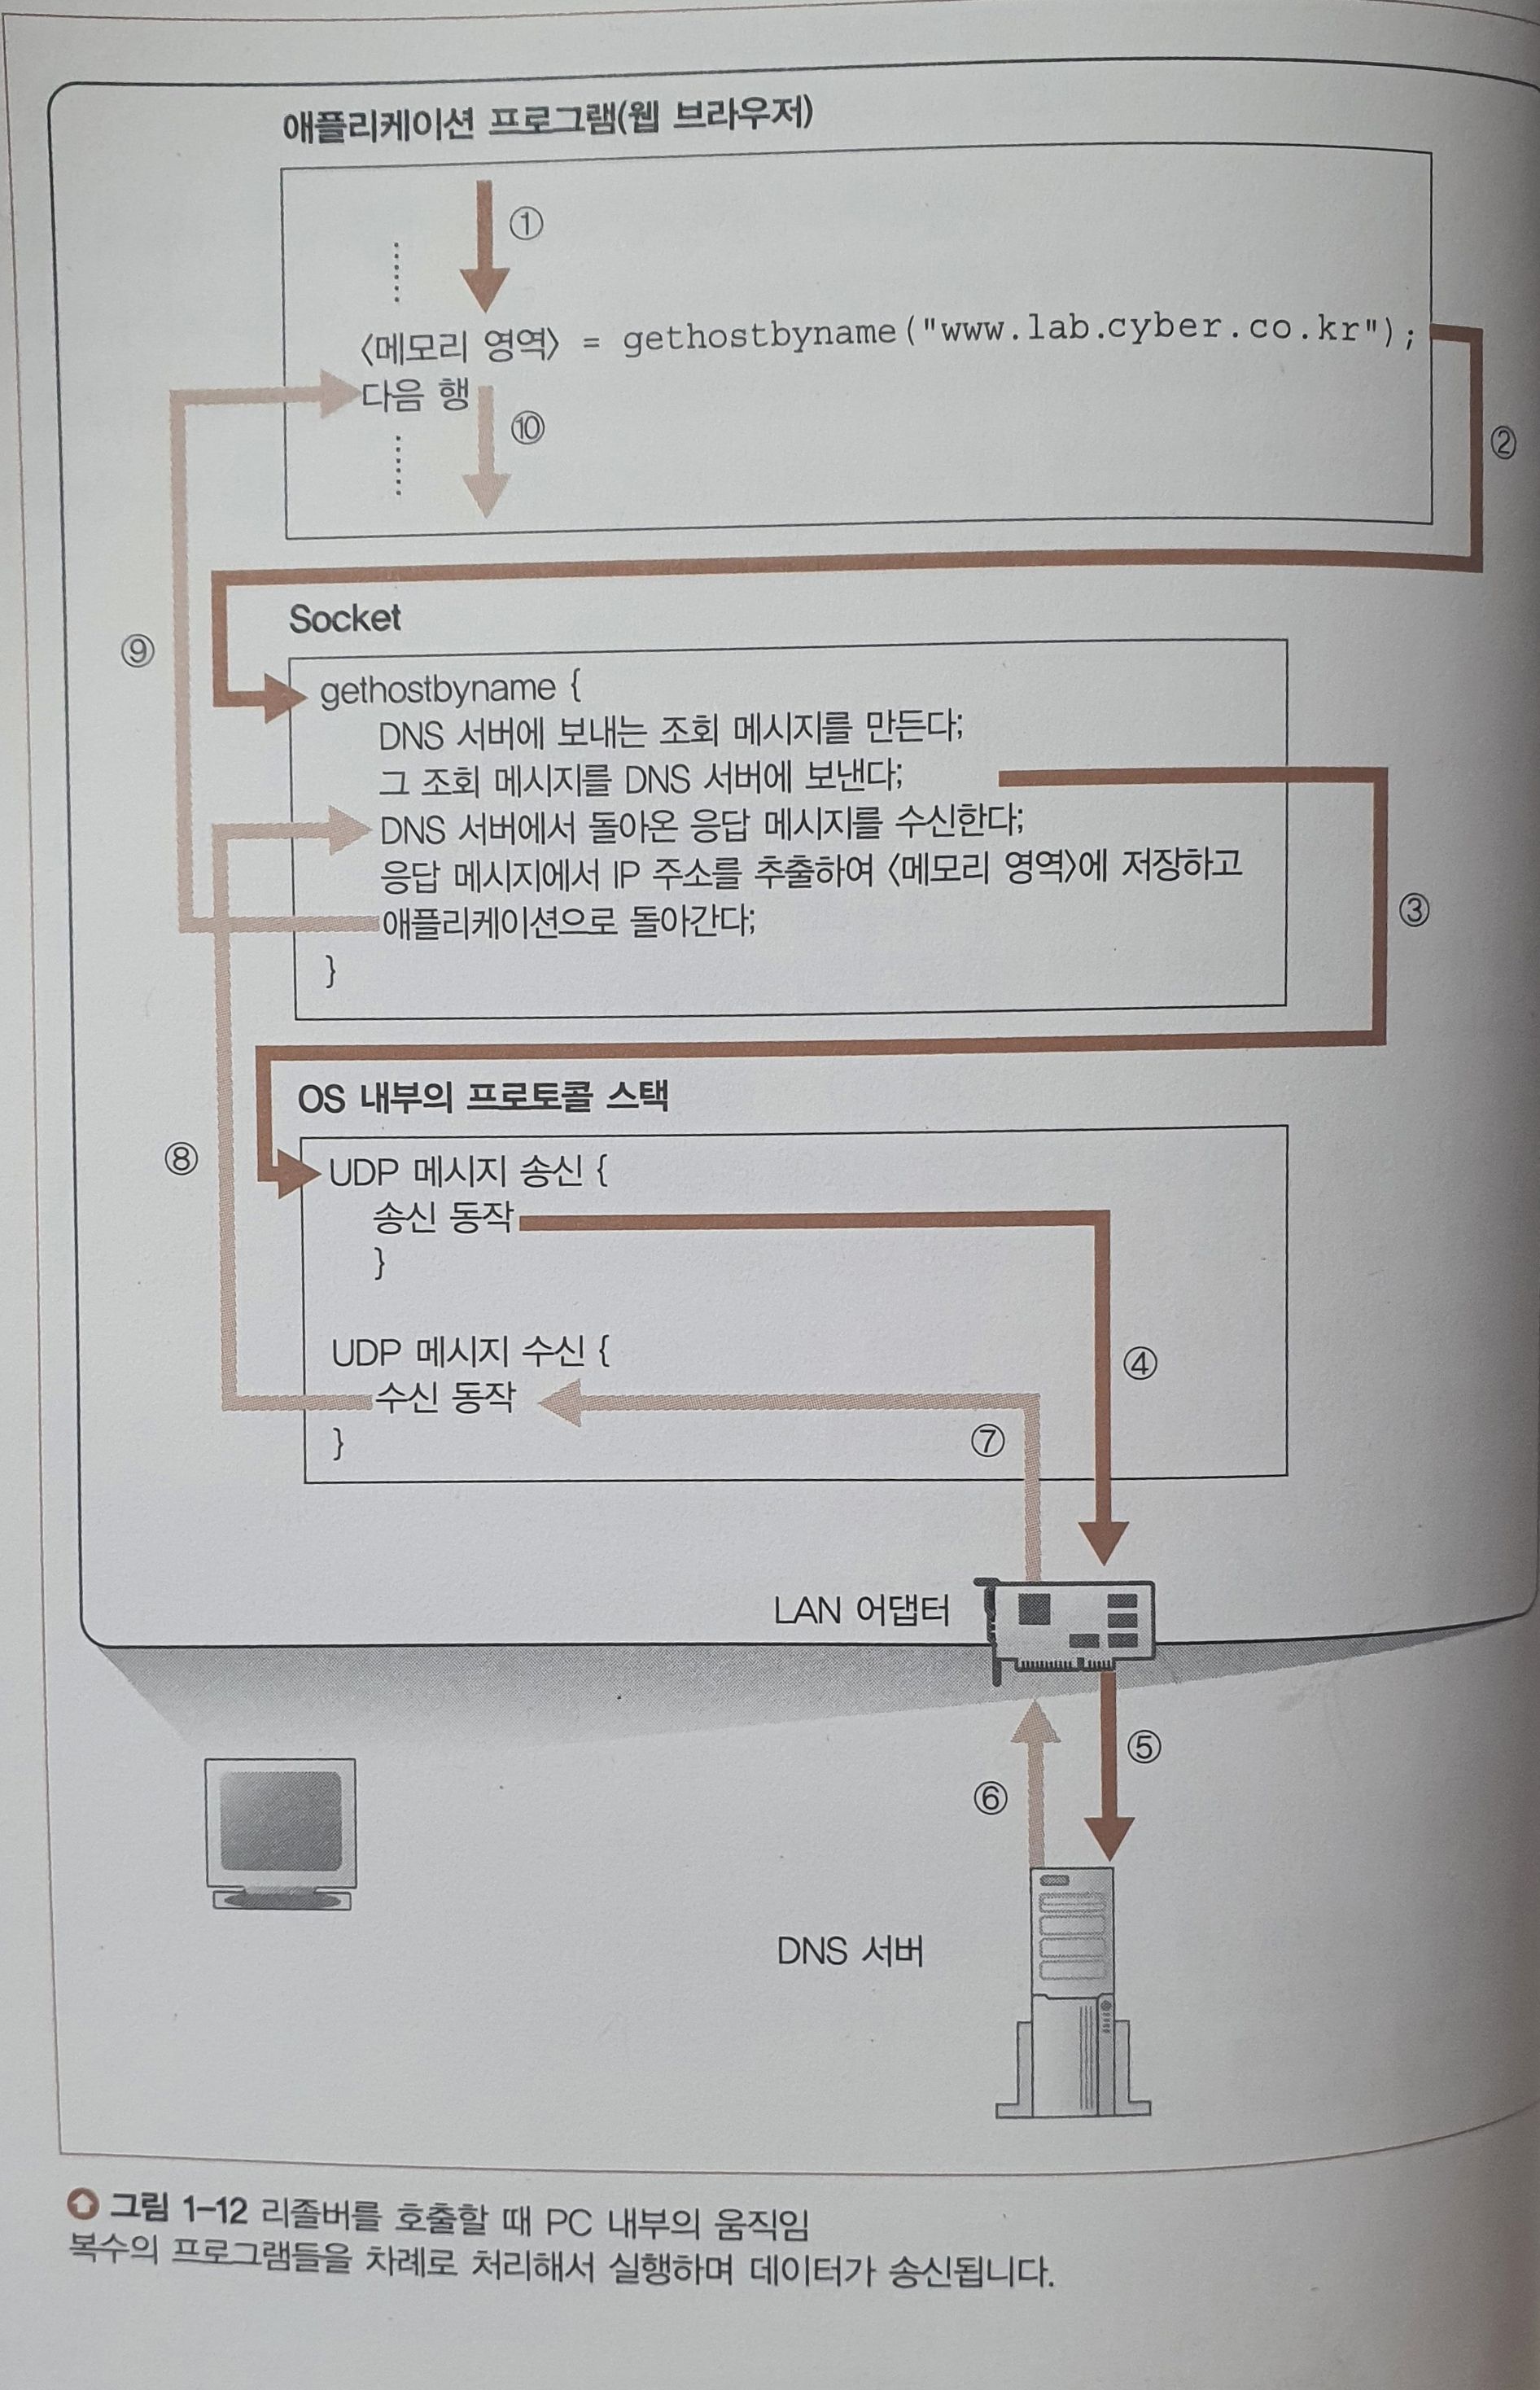 애플리케이션 프로그램(웹 브라우저)
①
〈메모리 영역〉 = gethostbyname("www.lab.cyber.co.kr");
다음 행
⑩
②
Socket
⑨
gethostbyname {
DNS 서버에 보내는 조회 메시지를 만든다;
그 조회 메시지를 DNS 서버에 보낸다;
DNS 서버에서 돌아온 응답 메시지를 수신한다;
응답 메시지에서 IP 주소를 추출하여 〈메모리 영역〉에 저장하고
애플리케이션으로 돌아간다;
}
③
OS 내부의 프로토콜 스택
⑧
UDP 메시지 송신 {
송신 동작
}
UDP 메시지 수신 {
수신 동작
}
④
⑦
LAN 어댑터
⑤
⑥
DNS 서버
그림 1-12 리졸버를 호출할 때 PC 내부의 움직임
복수의 프로그램들을 차례로 처리해서 실행하며 데이터가 송신됩니다.